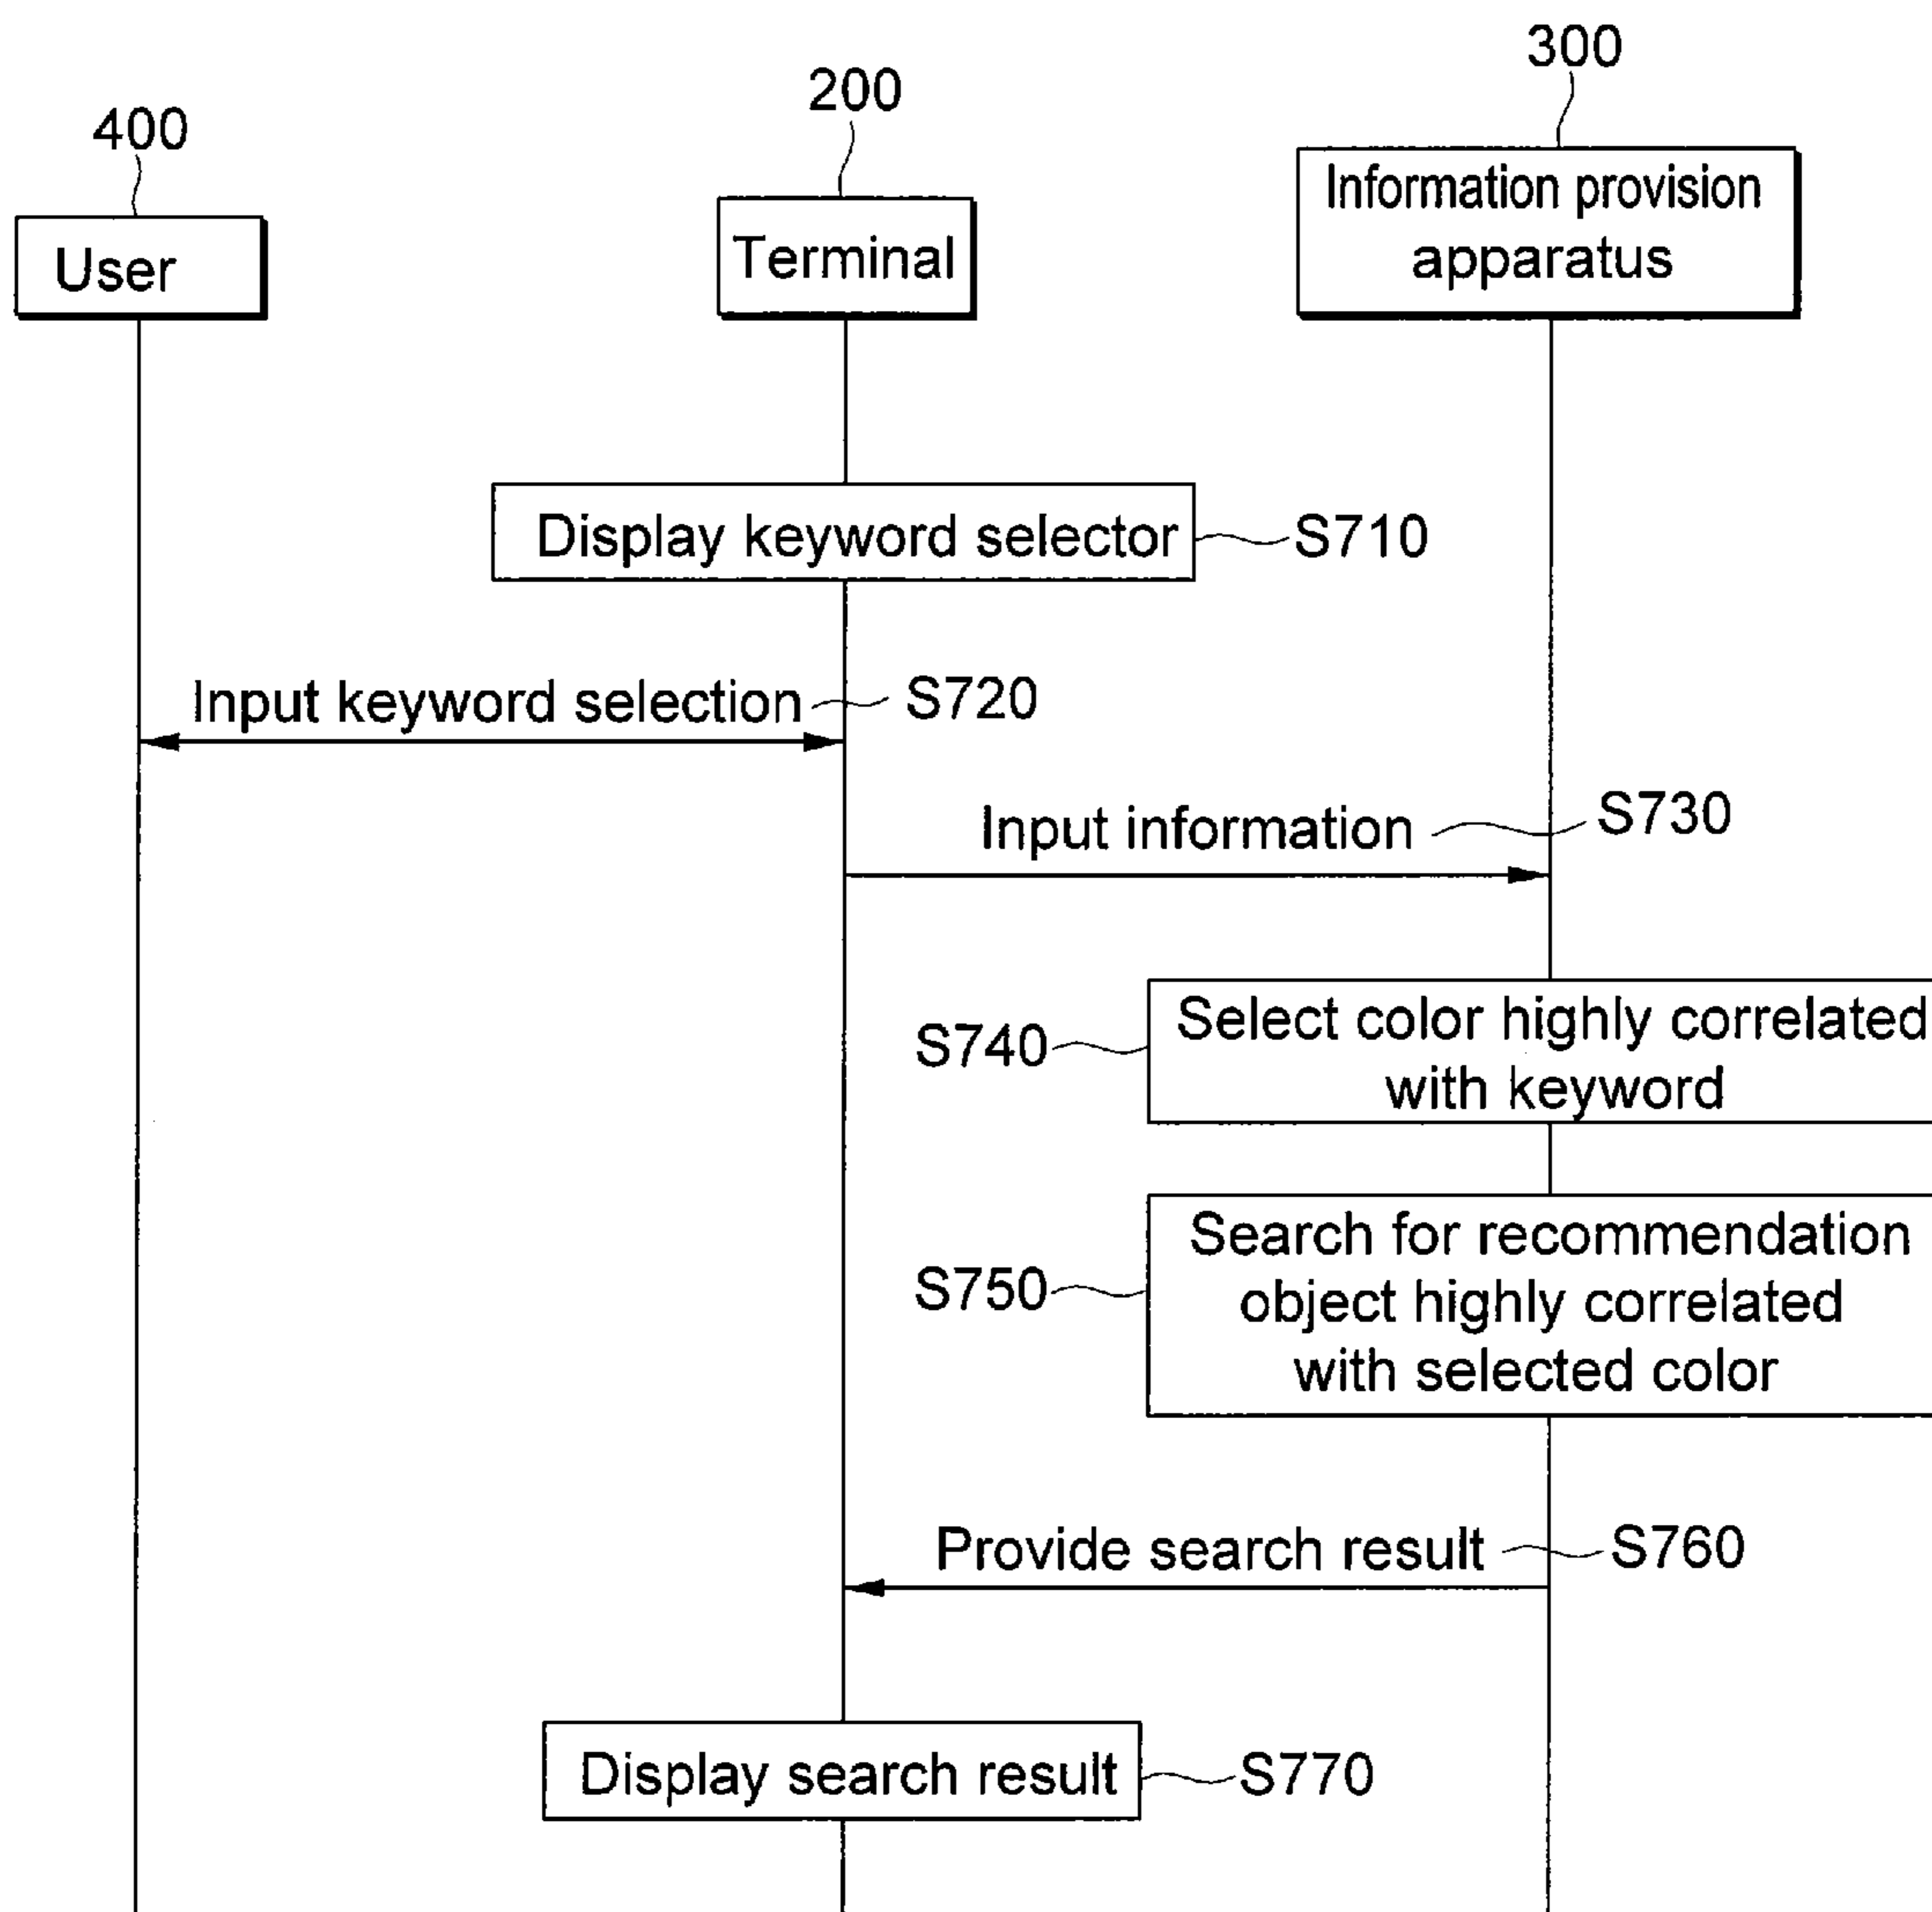 300
200
400
Information provision
apparatus
Terminal
User
Display keyword selector
S710
Input keyword selection
S720
Input information
S730
Select color highly correlated
with keyword
S740
Search for recommendation
object highly correlated
with selected color
S750
Provide search result
S760
Display search result
S770